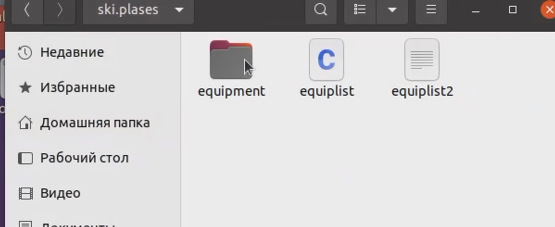 ski.plases
Недавние
Избранные
Домашняя папка
Рабочий стол
Видео
equipment
C
equiplist
equiplist2